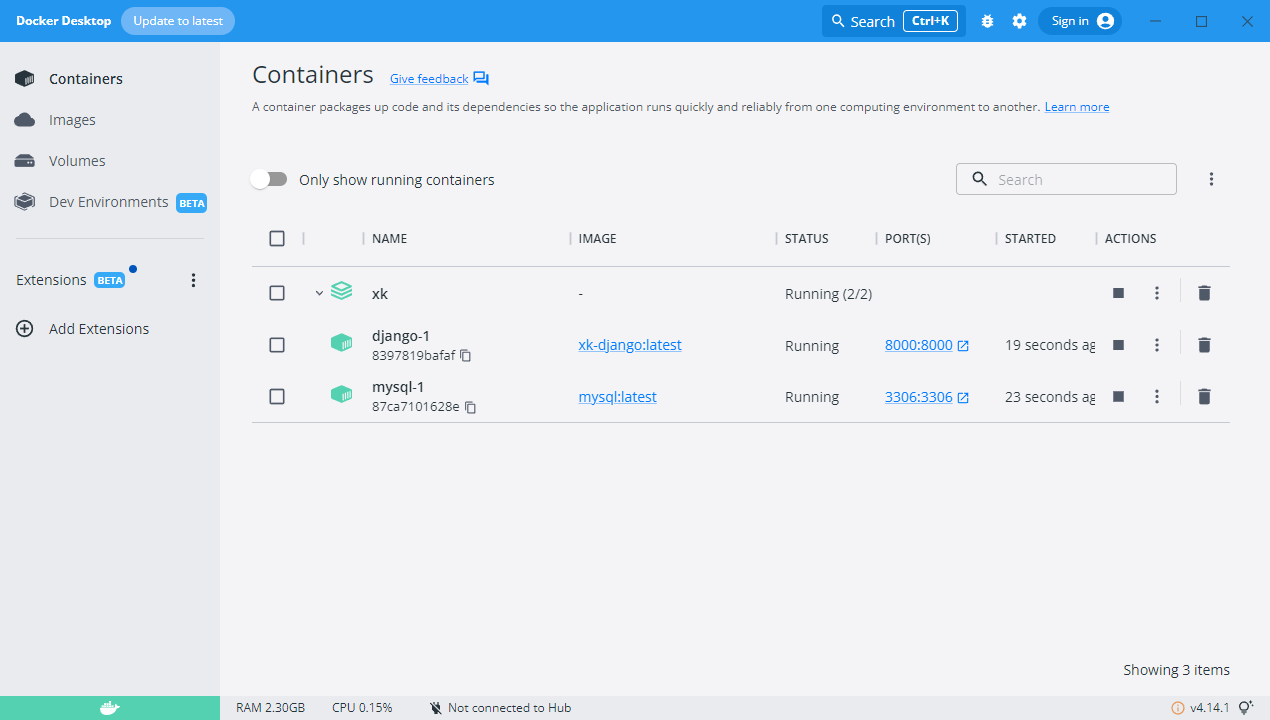 Docker Desktop Update to latest Search Ctrl+K Sign in
Containers
Images
Volumes
Dev Environments BETA
Extensions BETA
Add Extensions
Containers Give feedback
A container packages up code and its dependencies so the application runs quickly and reliably from one computing environment to another. Learn more
Only show running containers Search
NAME IMAGE STATUS PORT(S) STARTED ACTIONS
xk - Running (2/2)
django-1
8397819bafaf xk-django:latest Running 8000:8000 19 seconds ag
mysql-1
87ca7101628e mysql:latest Running 3306:3306 23 seconds ag
Showing 3 items
RAM 2.30GB CPU 0.15% Not connected to Hub v4.14.1